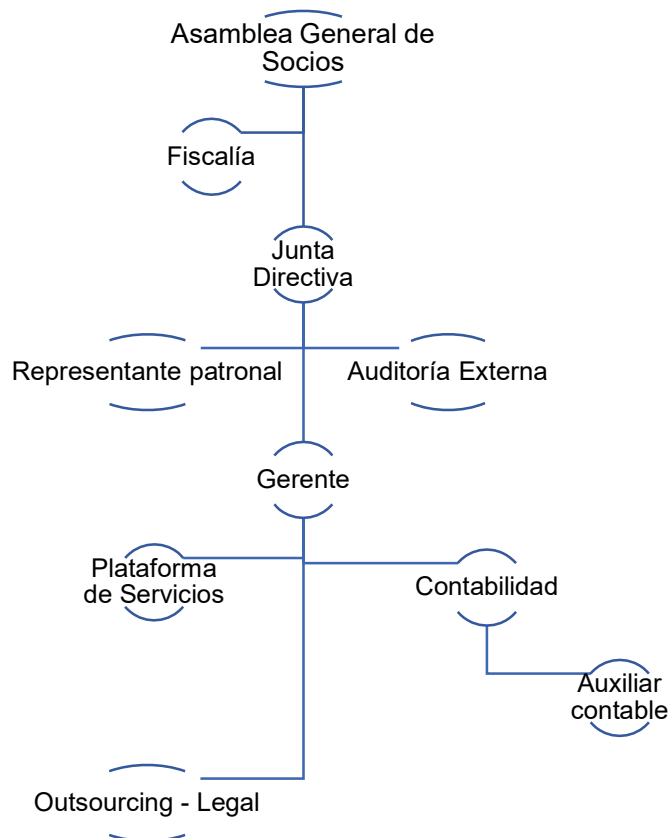 Asamblea General de
Socios
Fiscalía
Junta
Directiva
Representante patronal
Auditoría Externa
Gerente
Plataforma
de Servicios
Contabilidad
Auxiliar
contable
Outsourcing - Legal